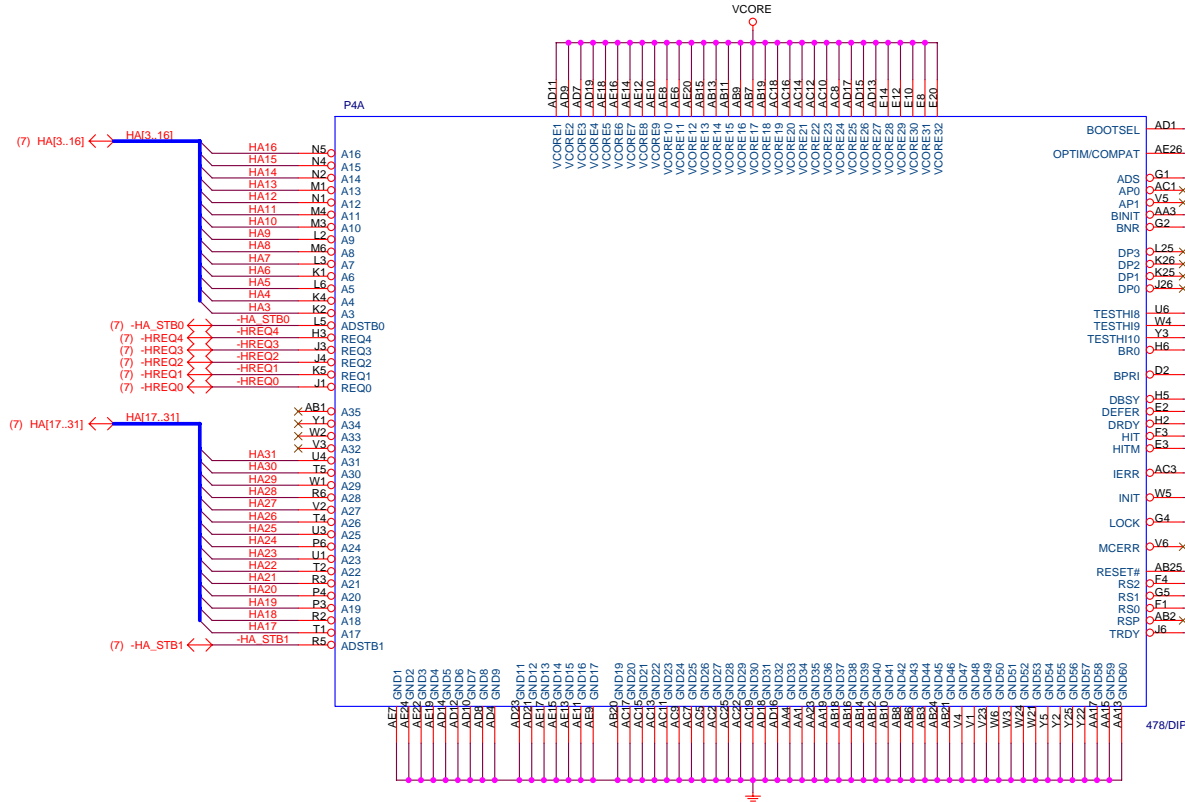 VCORE
AD11 AD9 AD7 AD19 AE18 AE16 AE14 AE12 AE10 AE8 AE6 AE20 AB15 AB13 AB11 AB9 AB7 AB19 AC18 AC16 AC14 AC12 AC10 AC8 AD17 AD15 AD13 E14 E12 E10 E8 E20
P4A
VCORE1 VCORE2 VCORE3 VCORE4 VCORE5 VCORE6 VCORE7 VCORE8 VCORE9 VCORE10 VCORE11 VCORE12 VCORE13 VCORE14 VCORE15 VCORE16 VCORE17 VCORE18 VCORE19 VCORE20 VCORE21 VCORE22 VCORE23 VCORE24 VCORE25 VCORE26 VCORE27 VCORE28 VCORE29 VCORE30 VCORE31 VCORE32
(7) HA[3..16] HA[3..16]
HA16 N5 A16
HA15 N4 A15
HA14 N2 A14
HA13 M1 A13
HA12 N1 A12
HA11 M4 A11
HA10 M3 A10
HA9 L2 A9
HA8 M6 A8
HA7 L3 A7
HA6 K1 A6
HA5 L6 A5
HA4 K4 A4
HA3 K2 A3
(7) -HA_STB0 -HA_STB0 L5 ADSTB0
(7) -HREQ4 -HREQ4 H3 REQ4
(7) -HREQ3 -HREQ3 J3 REQ3
(7) -HREQ2 -HREQ2 J4 REQ2
(7) -HREQ1 -HREQ1 K5 REQ1
(7) -HREQ0 -HREQ0 J1 REQ0
AB1 A35
Y1 A34
W2 A33
V3 A32
(7) HA[17..31] HA[17..31]
HA31 U4 A31
HA30 T5 A30
HA29 W1 A29
HA28 R6 A28
HA27 V2 A27
HA26 T4 A26
HA25 U3 A25
HA24 P6 A24
HA23 U1 A23
HA22 T2 A22
HA21 R3 A21
HA20 P4 A20
HA19 P3 A19
HA18 R2 A18
HA17 T1 A17
(7) -HA_STB1 -HA_STB1 R5 ADSTB1
BOOTSEL AD1
OPTIM/COMPAT AE26
ADS G1
AP0 AC1
AP1 V5
BINIT AA3
BNR G2
DP3 L25
DP2 K26
DP1 K25
DP0 J26
TESTHI8 U6
TESTHI9 W4
TESTHI10 Y3
BR0 H6
BPRI D2
DBSY H5
DEFER E2
DRDY H2
HIT F3
HITM E3
IERR AC3
INIT W5
LOCK G4
MCERR V6
RESET# AB25
RS2 F4
RS1 G5
RS0 F1
RSP AB2
TRDY J6
GND1 GND2 GND3 GND4 GND5 GND6 GND7 GND8 GND9 GND11 GND12 GND13 GND14 GND15 GND16 GND17 GND19 GND20 GND21 GND22 GND23 GND24 GND25 GND26 GND27 GND28 GND29 GND30 GND31 GND32 GND33 GND34 GND35 GND36 GND37 GND38 GND39 GND40 GND41 GND42 GND43 GND44 GND45 GND46 GND47 GND48 GND49 GND50 GND51 GND52 GND53 GND54 GND55 GND56 GND57 GND58 GND59 GND60
AE7 AE24 AE22 AE19 AD14 AD12 AD10 AD8 AD4 AD23 AD21 AE17 AE15 AE13 AE11 AE9 AB20 AC17 AC15 AC13 AC11 AC9 AC7 AC5 AC2 AC25 AC22 AC19 AD18 AD16 AA4 AA1 AA23 AA19 AB18 AB16 AB14 AB12 AB10 AB8 AB6 AB3 AB24 AB21 V4 V1 V23 W6 W3 W24 W21 Y5 Y2 Y25 Y22 AA17 AA15 AA13
478/DIP